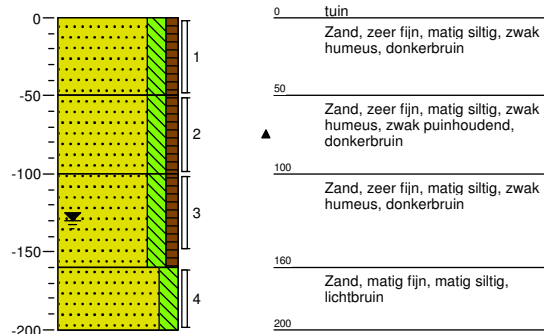 0
-50
-100
-150
-200
1
2
3
4
0
tuin
Zand, zeer fijn, matig siltig, zwak
humeus, donkerbruin
50
Zand, zeer fijn, matig siltig, zwak
humeus, zwak puinhoudend,
donkerbruin
100
Zand, zeer fijn, matig siltig, zwak
humeus, donkerbruin
160
Zand, matig fijn, matig siltig,
lichtbruin
200